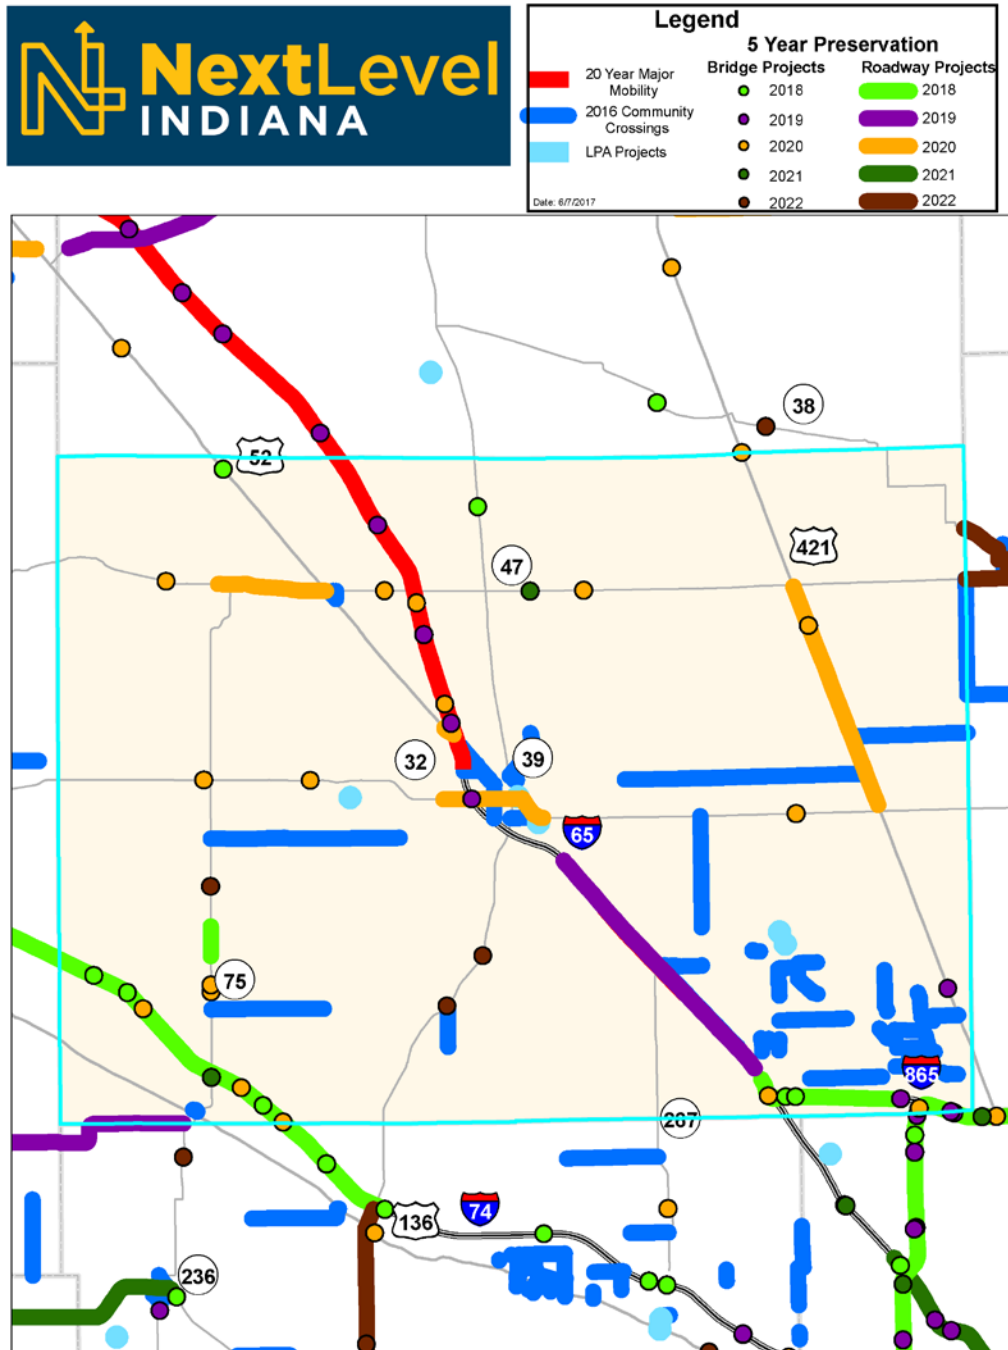 NextLevel
INDIANA
Legend
5 Year Preservation
Bridge Projects
Roadway Projects
20 Year Major
Mobility
2016 Community
Crossings
LPA Projects
2018
2019
2020
2021
2022
2018
2019
2020
2021
2022
Date: 6/7/2017
38
52
421
47
32
39
65
75
865
267
74
136
236